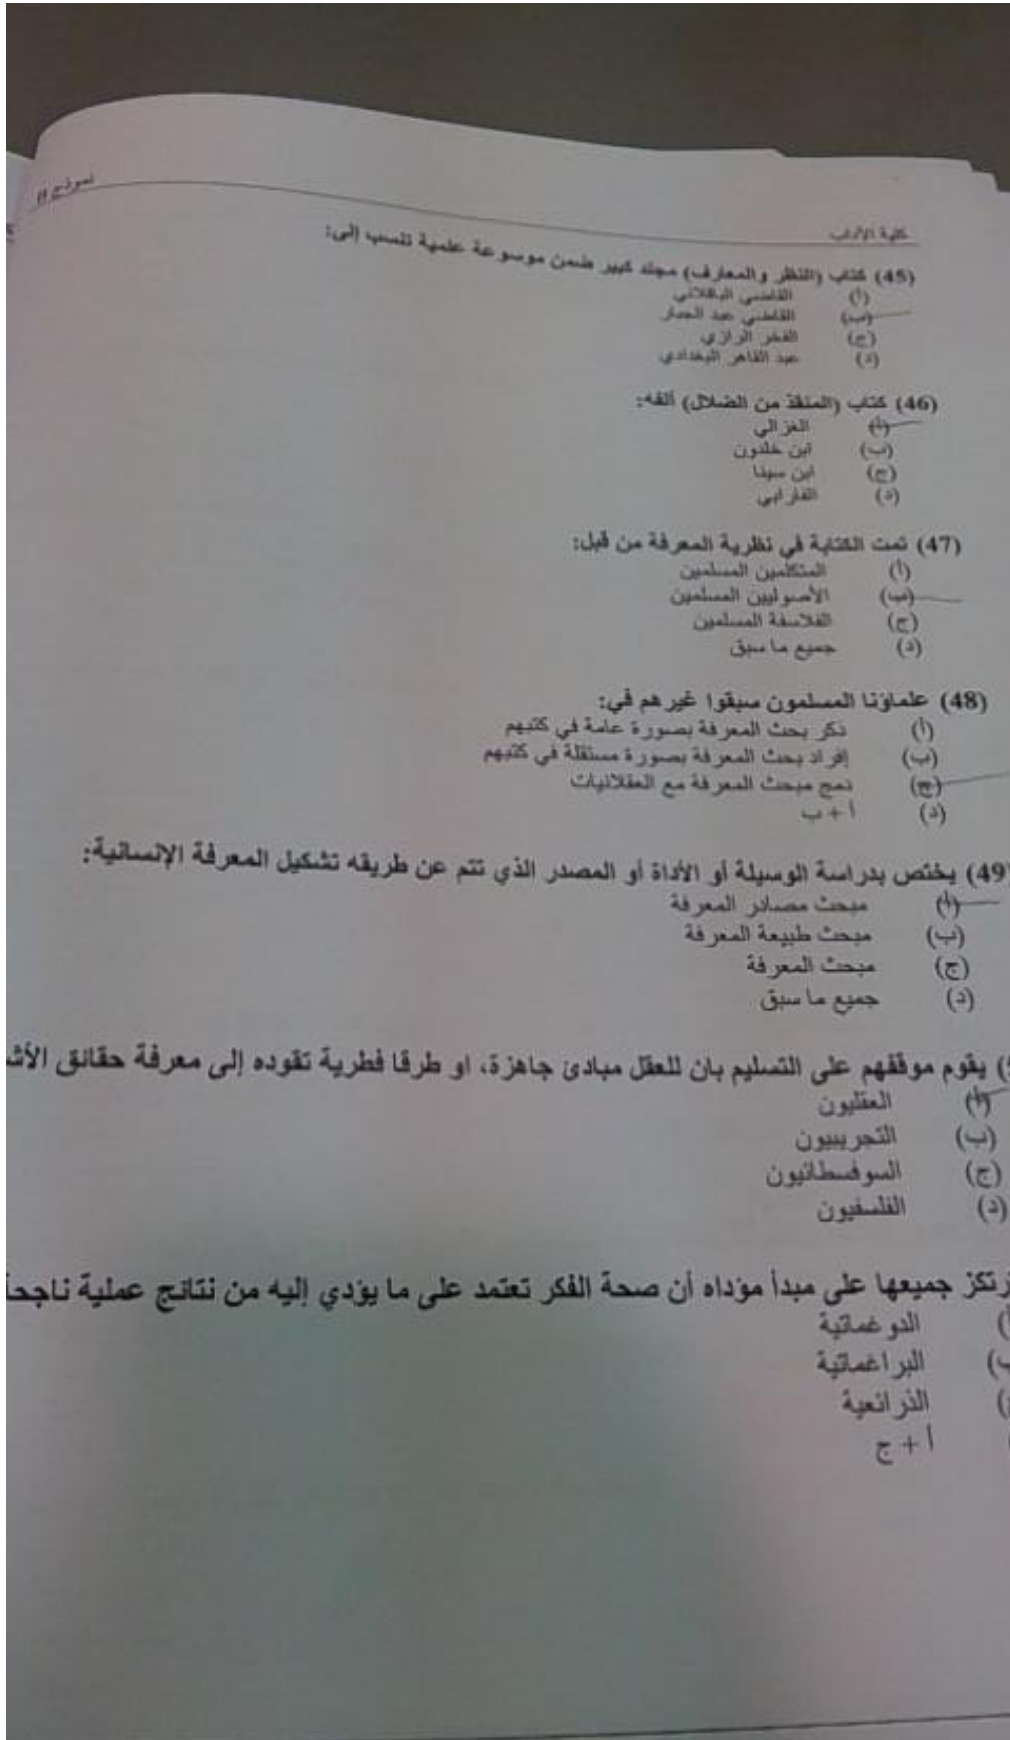 كلية الآداب
نموذج H
(45) كتاب (النظر والمعارف) مجلد كبير ضمن موسوعة علمية تنسب إلى:
(أ) القاضي الباقلاني
(ب) القاضي عبد الجبار
(ج) الفخر الرازي
(د) عبد القاهر البغدادي
(46) كتاب (المنقذ من الضلال) ألفه:
(أ) الغزالي
(ب) ابن خلدون
(ج) ابن سينا
(د) الفارابي
(47) تمت الكتابة في نظرية المعرفة من قبل:
(أ) المتكلمين المسلمين
(ب) الأصوليين المسلمين
(ج) الفلاسفة المسلمين
(د) جميع ما سبق
(48) علماؤنا المسلمون سبقوا غيرهم في:
(أ) ذكر بحث المعرفة بصورة عامة في كتبهم
(ب) إفراد بحث المعرفة بصورة مستقلة في كتبهم
(ج) دمج مبحث المعرفة مع العقلانيات
(د) أ + ب
(49) يختص بدراسة الوسيلة أو الأداة أو المصدر الذي تتم عن طريقه تشكيل المعرفة الإنسانية:
(أ) مبحث مصادر المعرفة
(ب) مبحث طبيعة المعرفة
(ج) مبحث المعرفة
(د) جميع ما سبق
) يقوم موقفهم على التسليم بان للعقل مبادئ جاهزة، او طرقا فطرية تقوده إلى معرفة حقائق الأش
(أ) العقليون
(ب) التجريبيون
(ج) السوفسطائيون
(د) الفلسفيون
رتكز جميعها على مبدأ مؤداه أن صحة الفكر تعتمد على ما يؤدي إليه من نتائج عملية ناجحة
أ) الدوغماتية
ب) البراغماتية
ج) الذرائعية
أ + ج